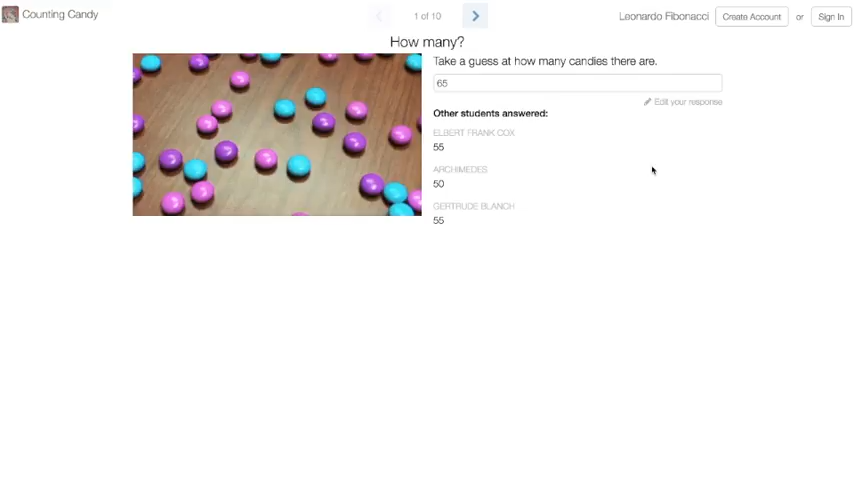 Counting Candy
1 of 10
Leonardo Fibonacci
Create Account
or
Sign In
How many?
Take a guess at how many candies there are.
65
Edit your response
Other students answered:
ELBERT FRANK COX
55
ARCHIMEDES
50
GERTRUDE BLANCH
55